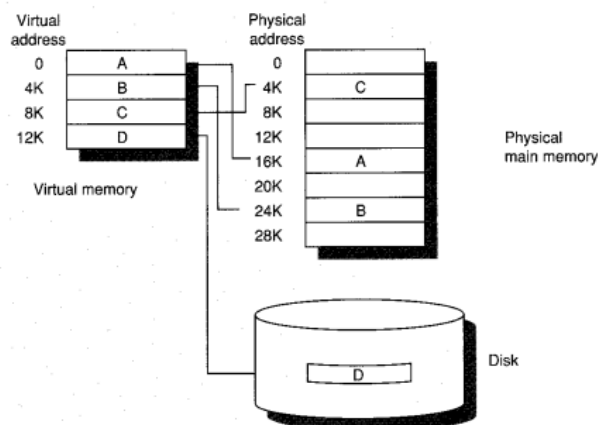 Virtual
address
0
4K
8K
12K
A
B
C
D
Virtual memory
Physical
address
0
4K
8K
12K
16K
20K
24K
28K
C
A
B
Physical
main memory
D
Disk